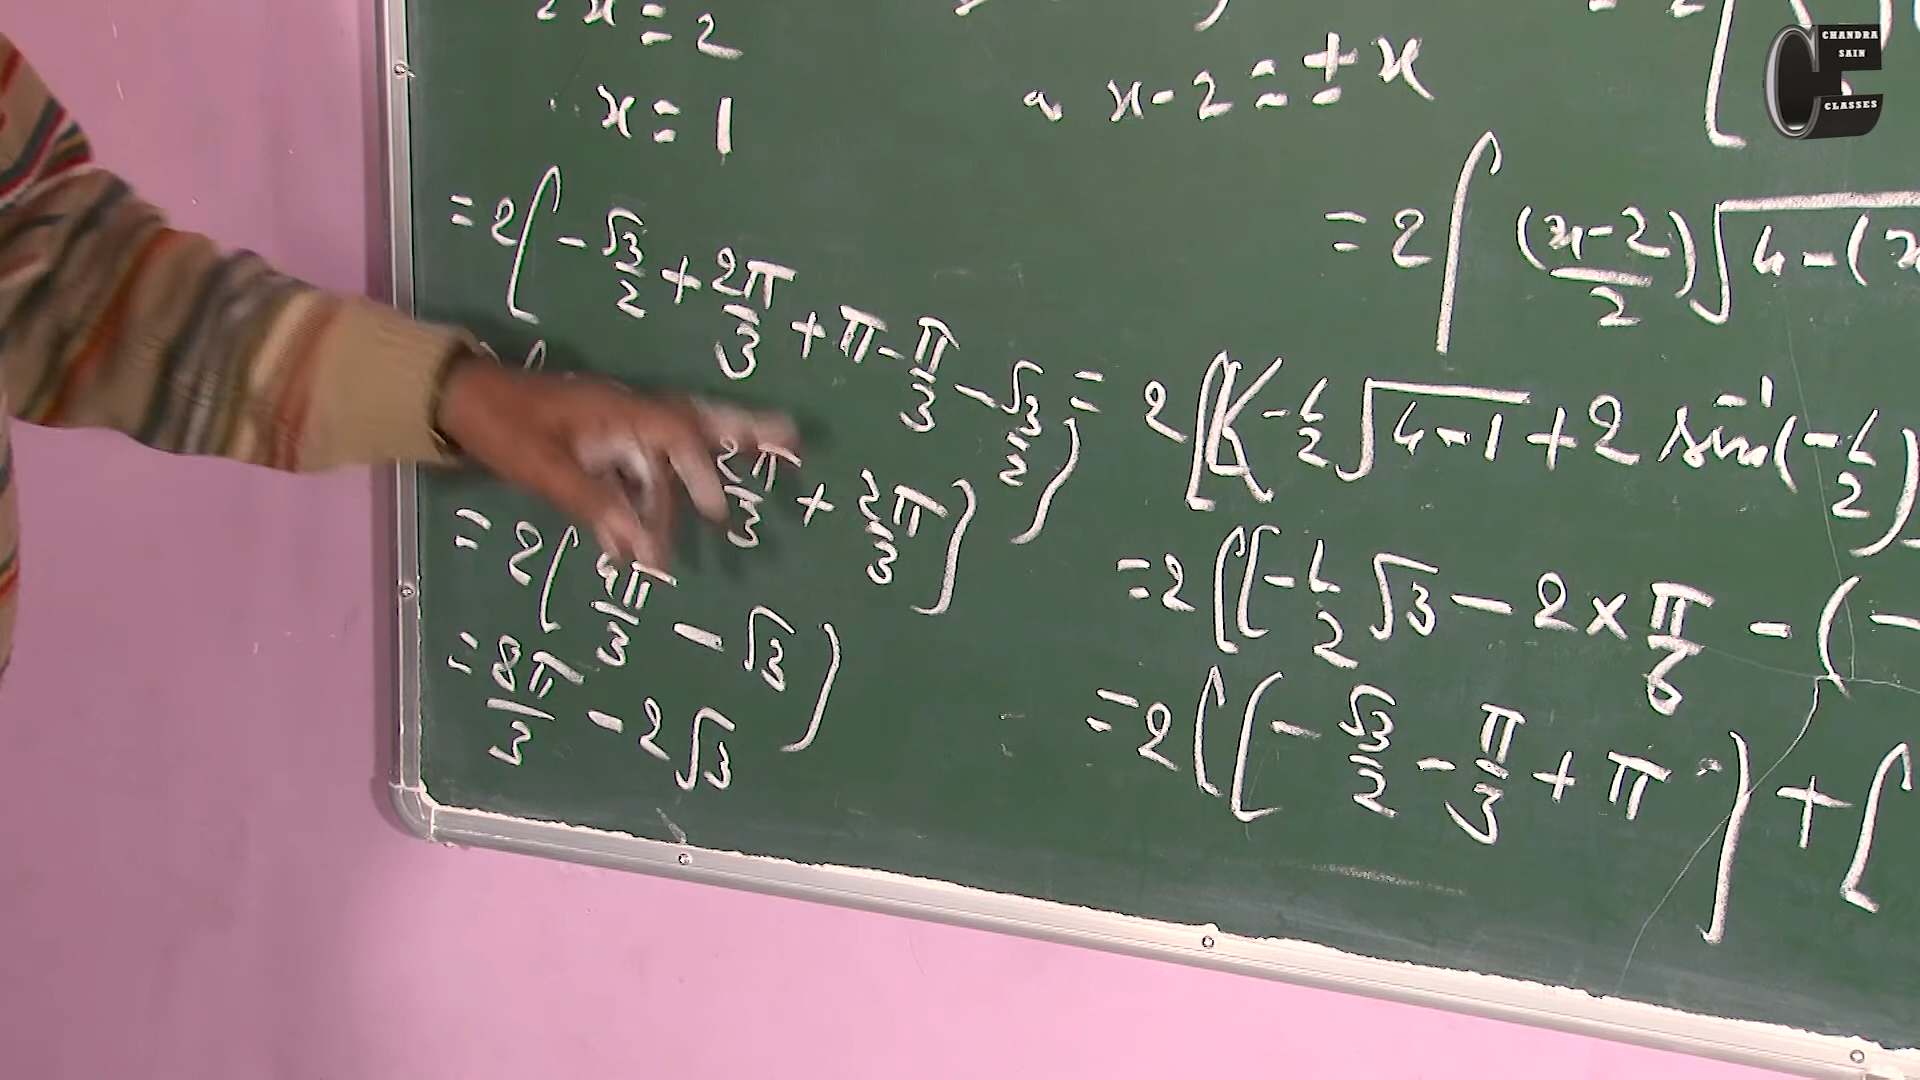 2x = 2
x = 1
= 2[ - √3/2 + 2π/3 + π - π/3 - √3/2 )
2π/3 + 2π/3 ]
= 2( 4π/3 - √3 )
= 8π/3 - 2√3
x - 2 = ± x
= 2[ (x-2)/2 √4-(x
= 2 [ - 1/2 √4-1 + 2 sin⁻¹(-1/2)
= 2 [[ - 1/2 √3 - 2 × π/6 - ( -
= 2 [ ( - √3/2 - π/3 + π ) + [
CHANDRA
SAIN
CLASSES